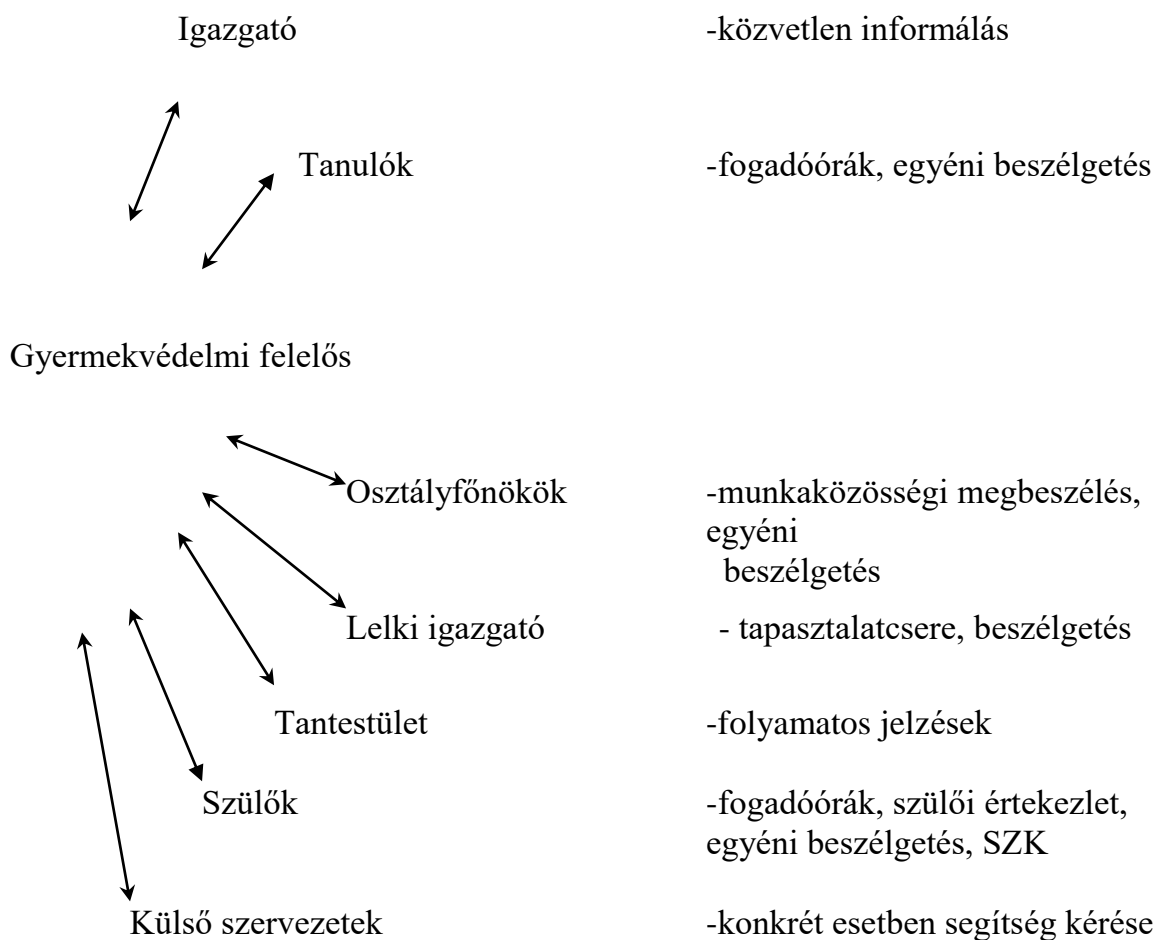 Igazgató -közvetlen informálás
Tanulók -fogadóórák, egyéni beszélgetés
Gyermekvédelmi felelős
Osztályfőnökök -munkaközösségi megbeszélés,
egyéni
beszélgetés
Lelki igazgató - tapasztalatcsere, beszélgetés
Tantestület -folyamatos jelzések
Szülők -fogadóórák, szülői értekezlet,
egyéni beszélgetés, SZK
Külső szervezetek -konkrét esetben segítség kérése